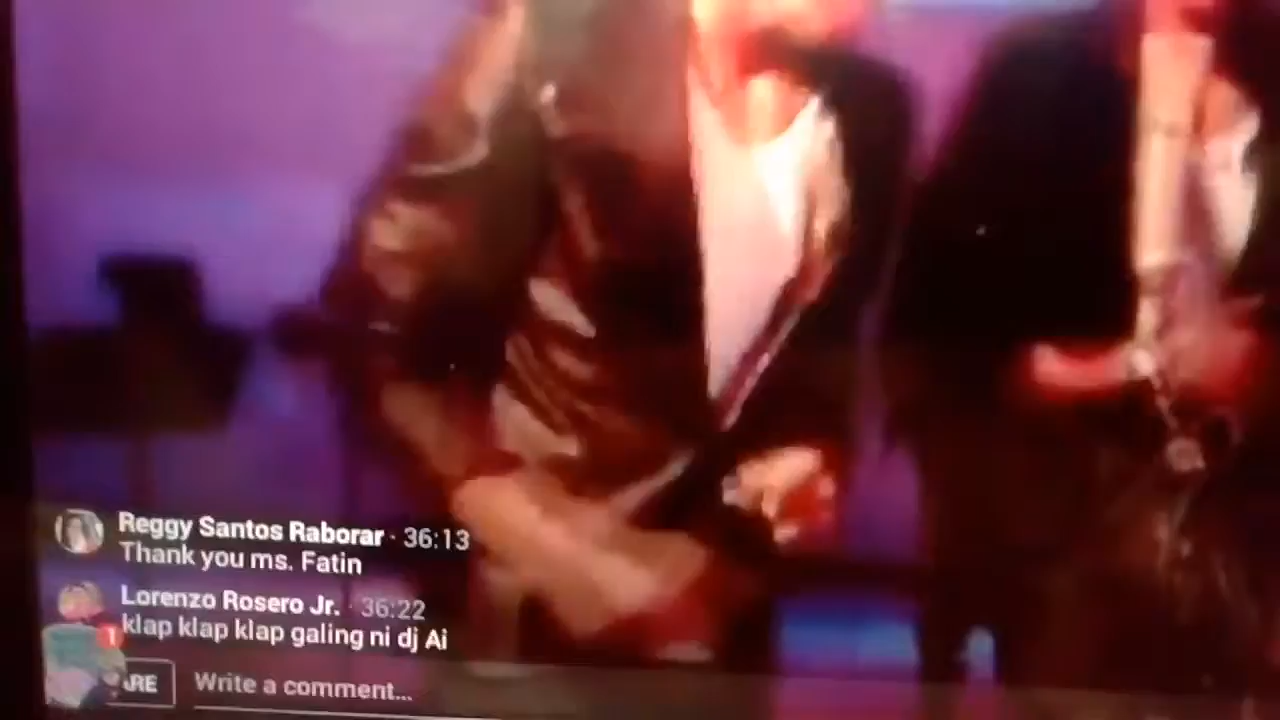 Reggy Santos Raborar · 36:13
Thank you ms. Fatin
Lorenzo Rosero Jr. · 36:22
klap klap klap galing ni dj Ai
1
Write a comment...